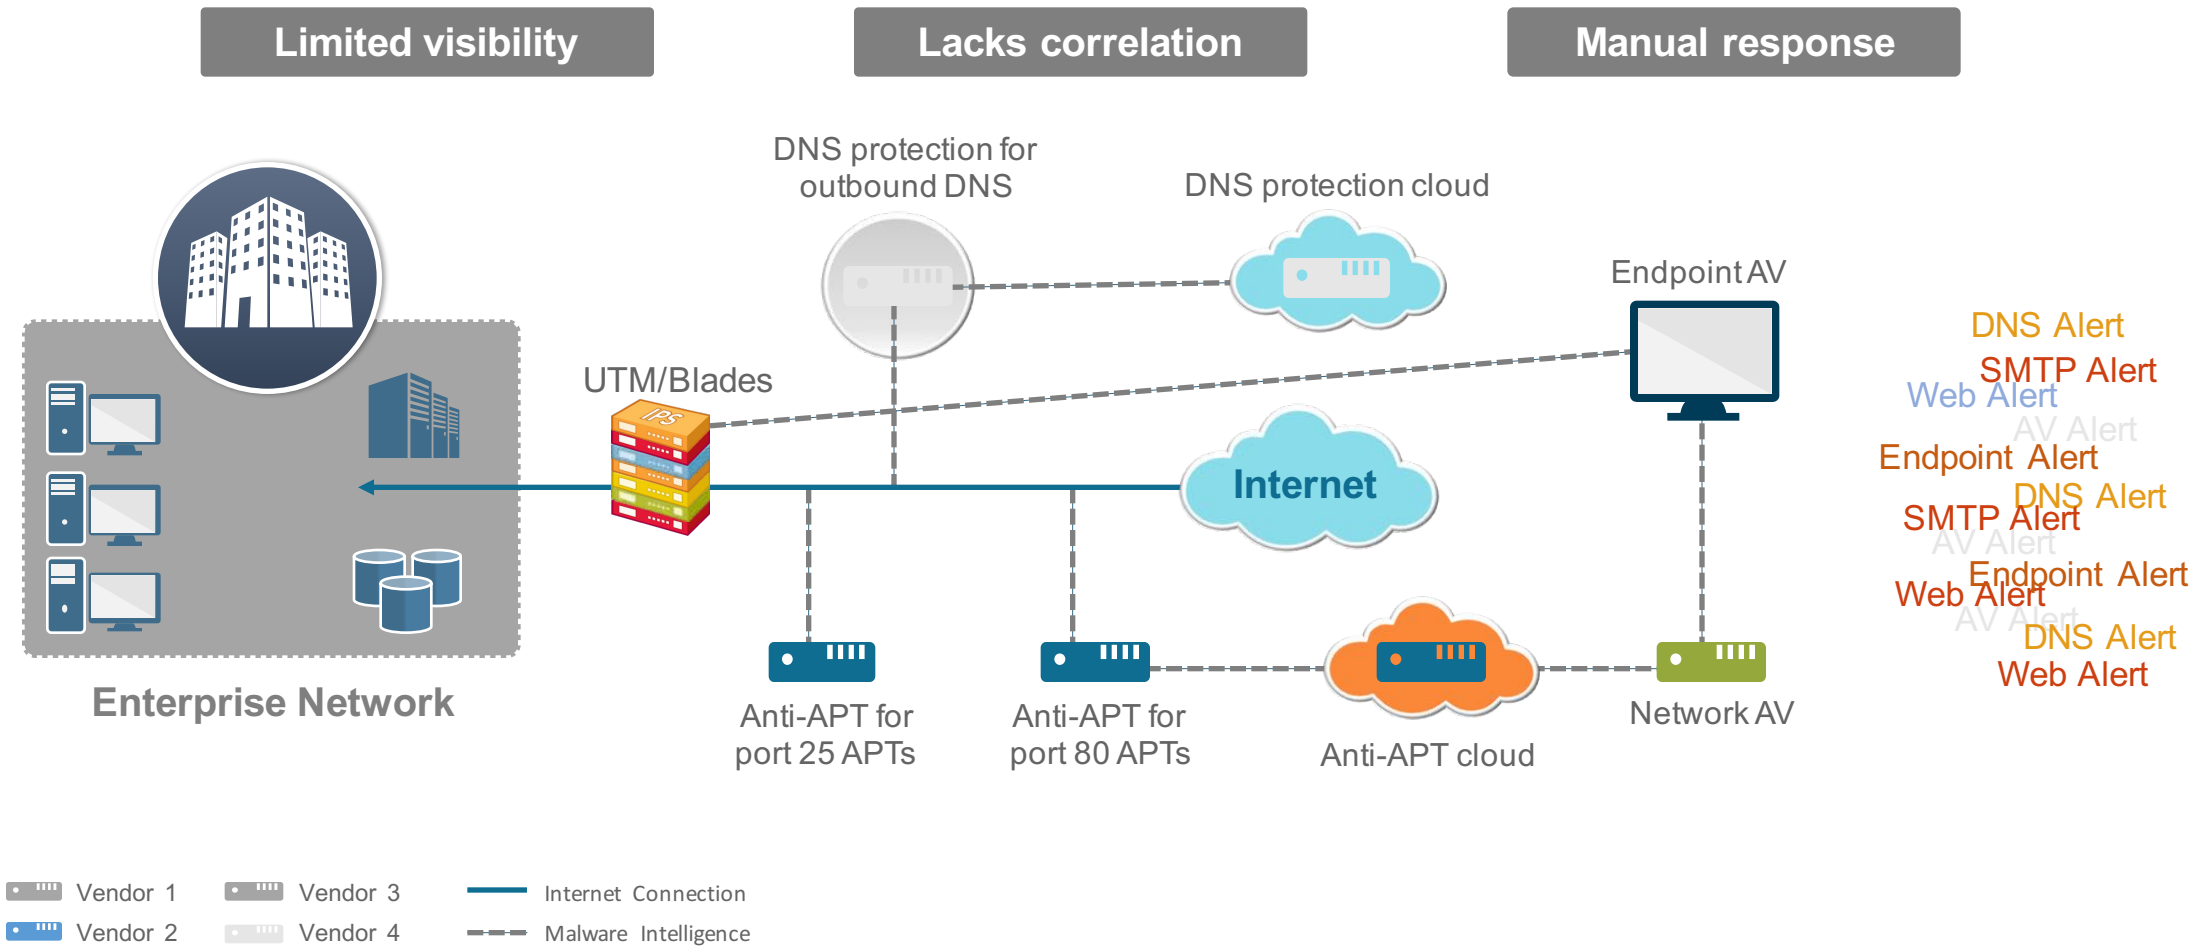 Limited visibility
Lacks correlation
Manual response
DNS protection for
outbound DNS
DNS protection cloud
Endpoint AV
UTM/Blades
IPS
Internet
Enterprise Network
Anti-APT for
port 25 APTs
Anti-APT for
port 80 APTs
Anti-APT cloud
Network AV
DNS Alert
SMTP Alert
Web Alert
AV Alert
Endpoint Alert
DNS Alert
SMTP Alert
AV Alert
Endpoint Alert
Web Alert
AV Alert
DNS Alert
Web Alert
Vendor 1
Vendor 3
Internet Connection
Vendor 2
Vendor 4
Malware Intelligence